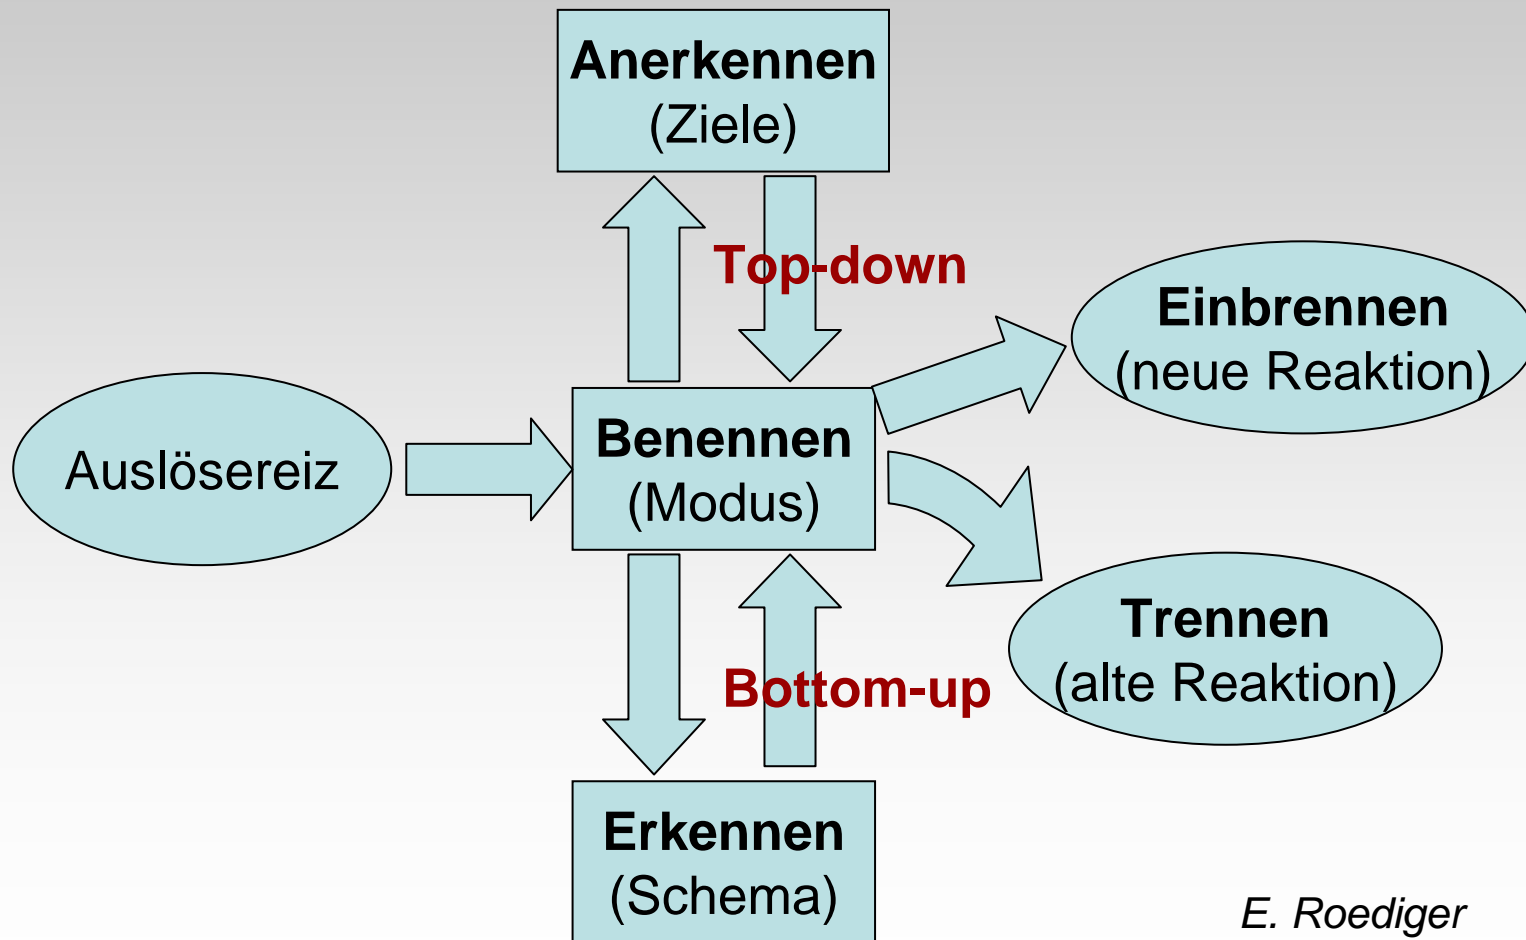 Anerkennen
(Ziele)
Top-down
Einbrennen
(neue Reaktion)
Auslösereiz
Benennen
(Modus)
Trennen
(alte Reaktion)
Bottom-up
Erkennen
(Schema)
E. Roediger